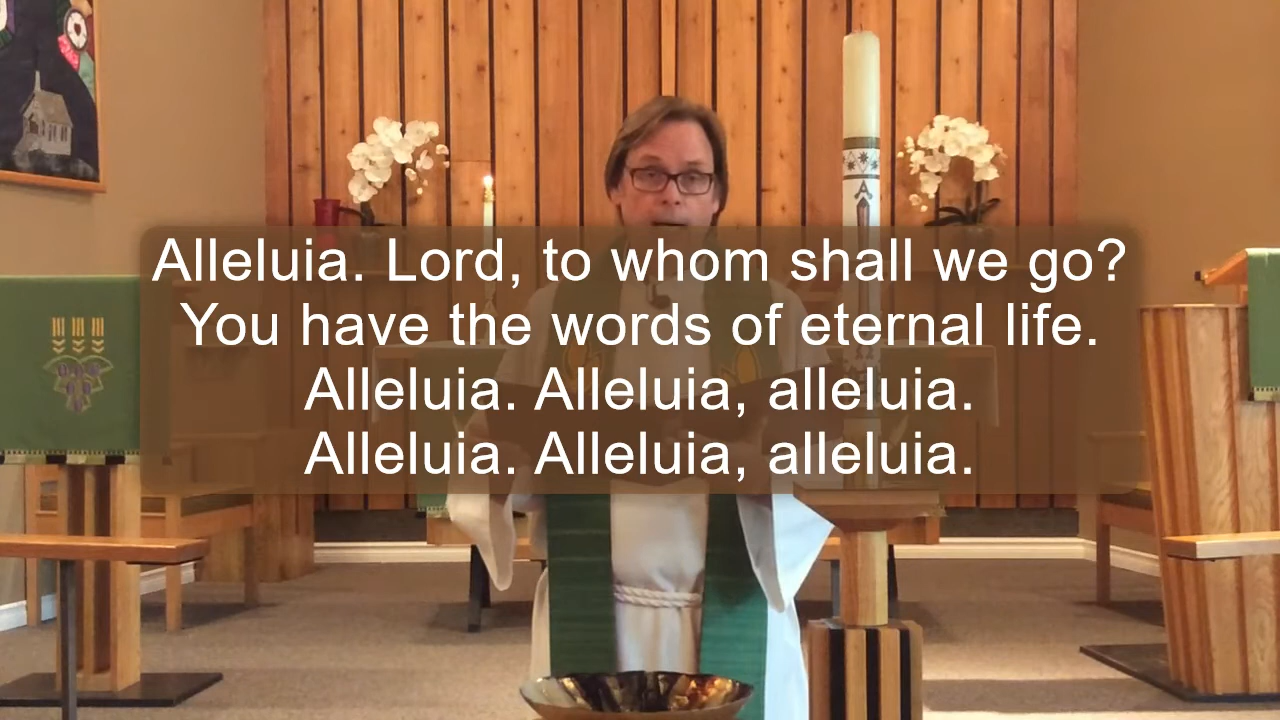 Alleluia. Lord, to whom shall we go?
You have the words of eternal life.
Alleluia. Alleluia, alleluia.
Alleluia. Alleluia, alleluia.